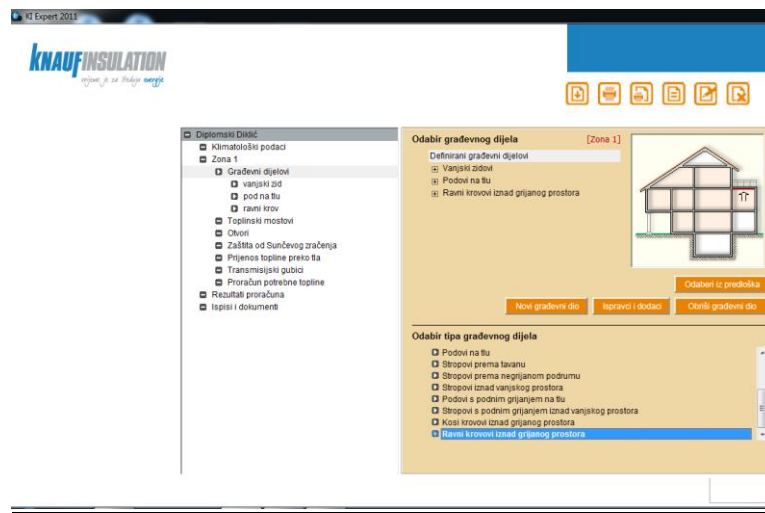 KI Expert 2011
KNAUFINSULATION
vrijeme je za štednju energije
Diplomski Diklić
Klimatološki podaci
Zona 1
Građevni dijelovi
vanjski zid
pod na tlu
ravni krov
Toplinski mostovi
Otvori
Zaštita od Sunčevog zračenja
Prijenos topline preko tla
Transmisijski gubici
Proračun potrebne topline
Rezultati proračuna
Ispisi i dokumenti
Odabir građevnog dijela [Zona 1]
Definirani građevni dijelovi
Vanjski zidovi
Podovi na tlu
Ravni krovovi iznad grijanog prostora
Odaberi iz predloška
Novi građevni dio Ispravci i dodaci Obriši građevni dio
Odabir tipa građevnog dijela
Podovi na tlu
Stropovi prema tavanu
Stropovi prema negrijanom podrumu
Stropovi iznad vanjskog prostora
Podovi s podnim grijanjem na tlu
Stropovi s podnim grijanjem iznad vanjskog prostora
Kosi krovovi iznad grijanog prostora
Ravni krovovi iznad grijanog prostora